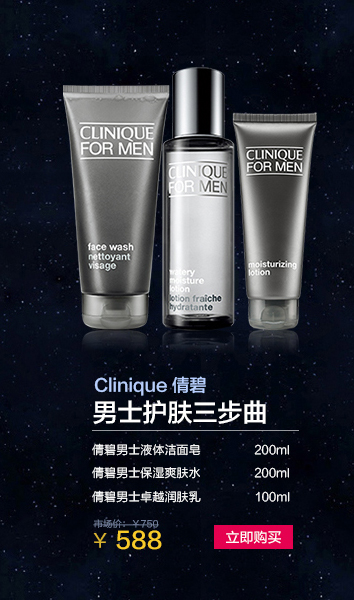 CLINIQUE
FOR MEN
face wash
nettoyant
visage
CLINIQUE
FOR MEN
watery
moisture
lotion
lotion fraîche
hydratante
CLINIQUE
FOR MEN
moisturizing
lotion
Clinique 倩碧
男士护肤三步曲
倩碧男士液体洁面皂 200ml
倩碧男士保湿爽肤水 200ml
倩碧男士卓越润肤乳 100ml
市场价：￥750
￥588 立即购买